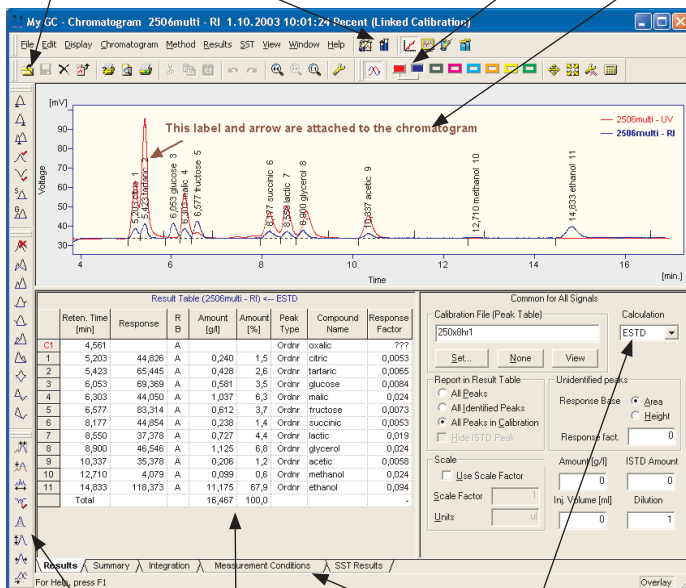 My GC - Chromatogram 2506multi - RI 1.10.2003 10:01:24 Recent (Linked Calibration)
File Edit Display Chromatogram Method Results SST View Window Help
[mV]
This label and arrow are attached to the chromatogram
2506multi - UV
2506multi - RI
90
80
70
60
50
40
30
Voltage
5,203 citric 1
5,423 tartaric 2
6,053 glucose 3
6,303 malic 4
6,577 fructose 5
8,177 succinic 6
8,550 lactic 7
8,900 glycerol 8
10,337 acetic 9
12,710 methanol 10
14,833 ethanol 11
4 6 8 10 12 14 16
Time [min.]
Result Table (2506multi - RI) <-- ESTD
Reten. Time [min] Response R B Amount [g/l] Amount [%] Peak Type Compound Name Response Factor
C1 4,561 A Ordnr oxalic ???
1 5,203 44,826 A 0,240 1,5 Ordnr citric 0,0053
2 5,423 65,445 A 0,428 2,6 Ordnr tartaric 0,0065
3 6,053 69,369 A 0,581 3,5 Ordnr glucose 0,0084
4 6,303 44,050 A 1,037 6,3 Ordnr malic 0,024
5 6,577 83,314 A 0,612 3,7 Ordnr fructose 0,0073
6 8,177 44,854 A 0,238 1,4 Ordnr succinic 0,0053
7 8,550 37,378 A 0,727 4,4 Ordnr lactic 0,019
8 8,900 46,546 A 1,125 6,8 Ordnr glycerol 0,024
9 10,337 35,378 A 0,206 1,2 Ordnr acetic 0,0058
10 12,710 4,079 A 0,099 0,6 Ordnr methanol 0,024
11 14,833 118,373 A 11,175 67,9 Ordnr ethanol 0,094
Total 16,467 100,0 -
Common for All Signals
Calibration File (Peak Table)
250x8hr1
Set... None View
Calculation
ESTD
Report in Result Table
All Peaks
All Identified Peaks
All Peaks in Calibration
Hide ISTD Peak
Unidentified peaks
Response Base Area
Height
Response fact. 0
Scale
Use Scale Factor
Scale Factor 1
Units ul
Amount [g/l] ISTD Amount
0 0
Inj. Volume [ml] Dilution
0 1
Results Summary Integration Measurement Conditions SST Results
For Help, press F1
Overlay